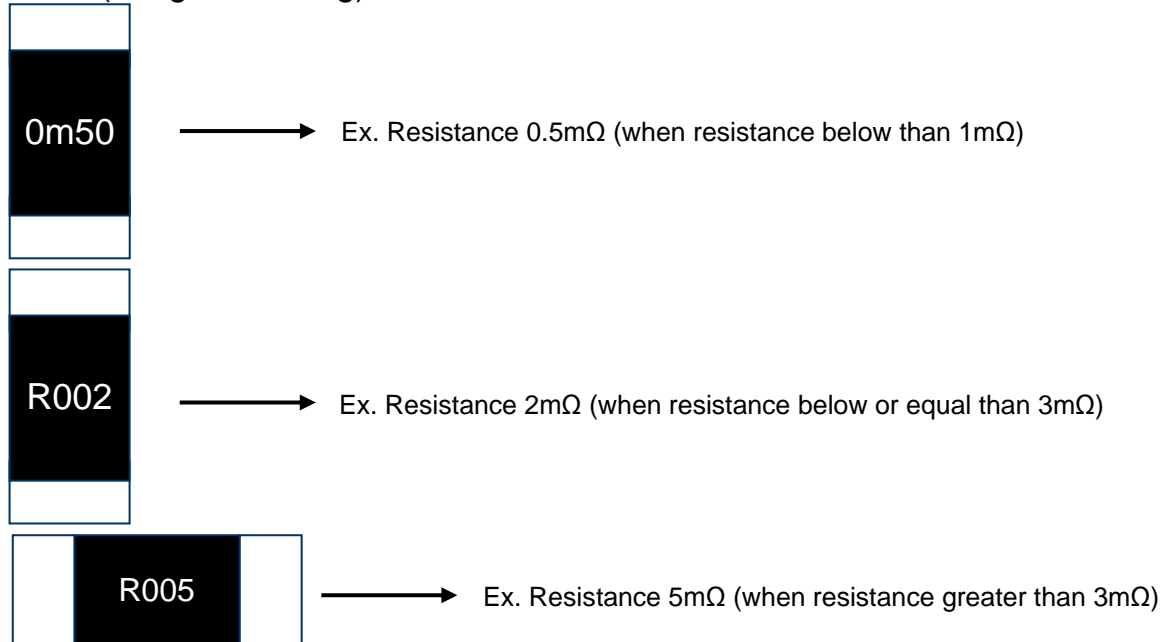 0m50
Ex. Resistance 0.5mΩ (when resistance below than 1mΩ)
R002
Ex. Resistance 2mΩ (when resistance below or equal than 3mΩ)
R005
Ex. Resistance 5mΩ (when resistance greater than 3mΩ)